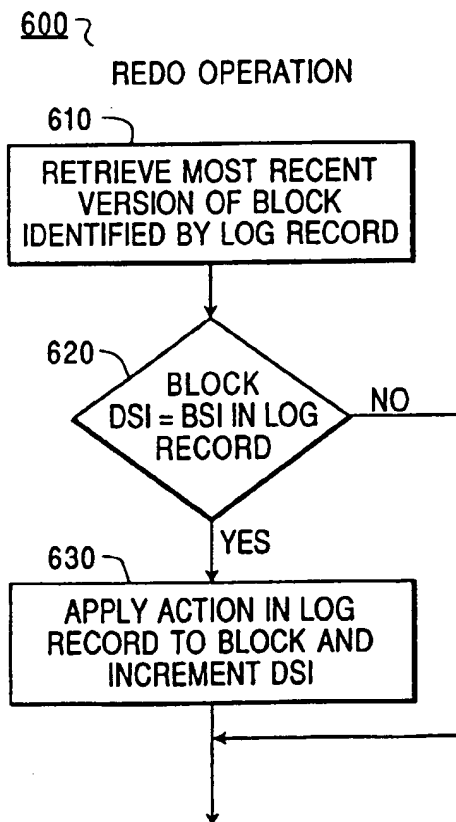 600
REDO OPERATION
610
RETRIEVE MOST RECENT
VERSION OF BLOCK
IDENTIFIED BY LOG RECORD
620
BLOCK
DSI = BSI IN LOG
RECORD
NO
YES
630
APPLY ACTION IN LOG
RECORD TO BLOCK AND
INCREMENT DSI